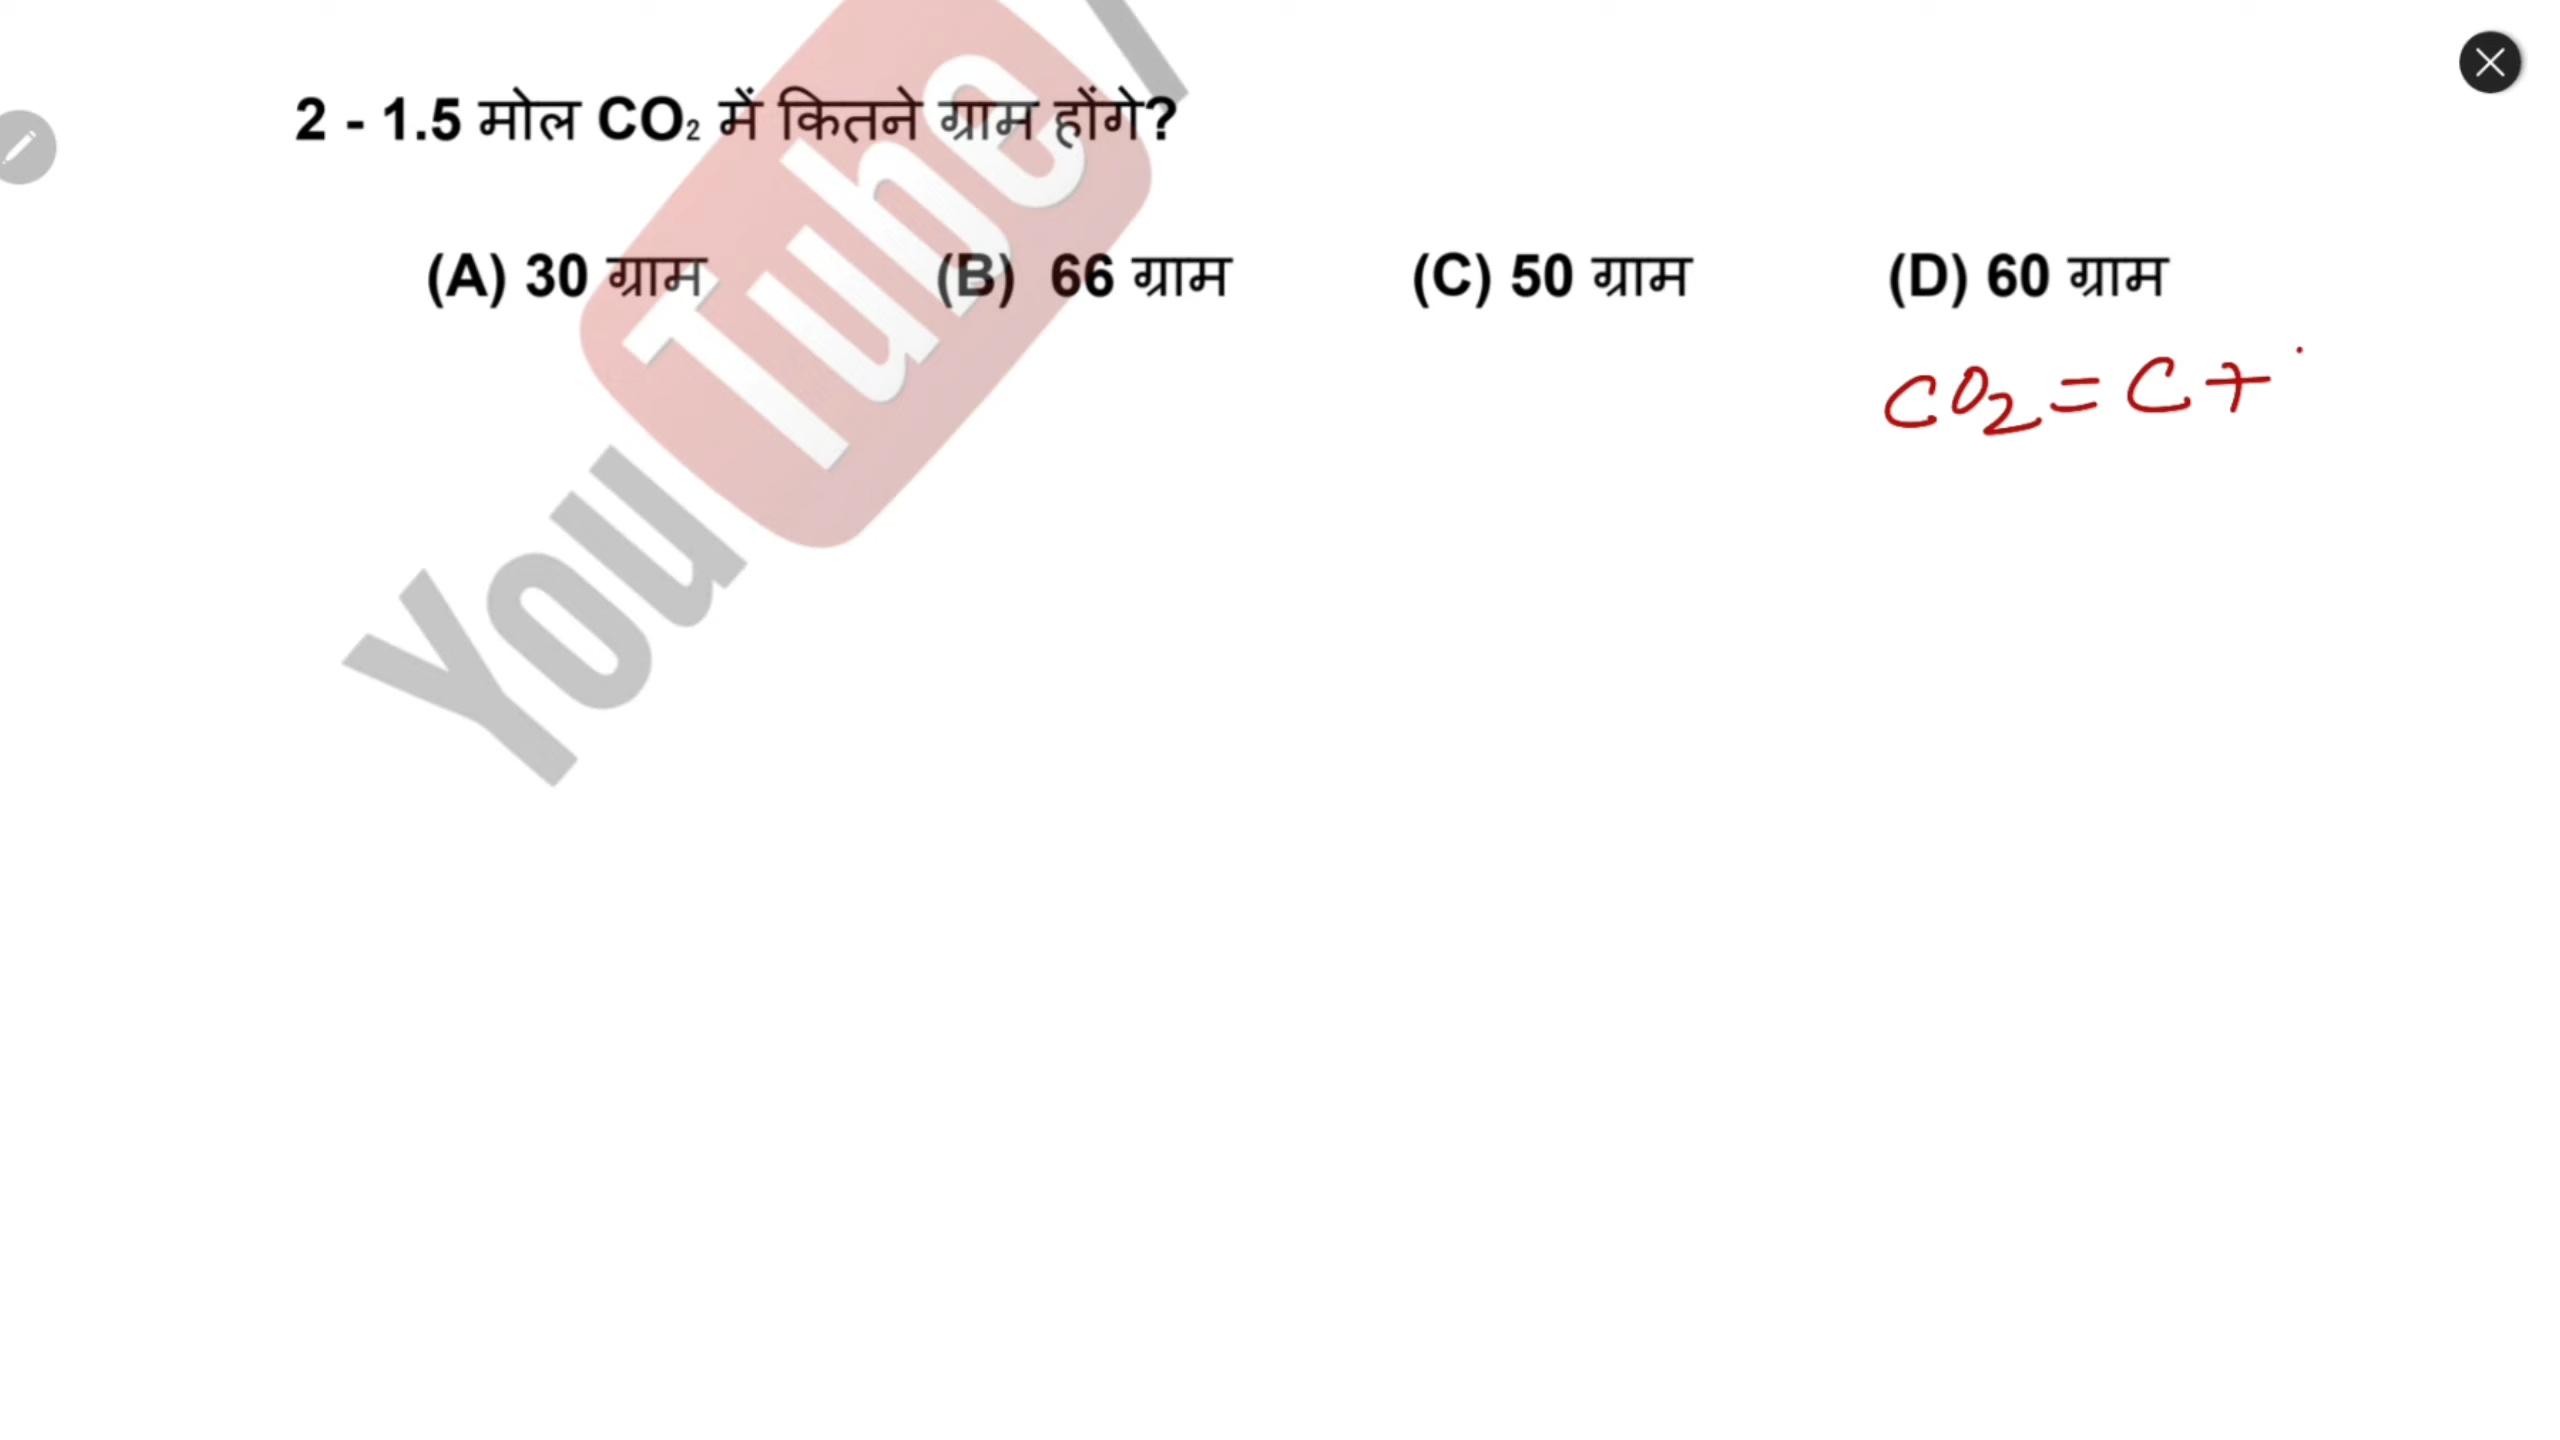 2 - 1.5 मोल CO₂ में कितने ग्राम होंगे?
(A) 30 ग्राम (B) 66 ग्राम (C) 50 ग्राम (D) 60 ग्राम
CO₂ = C +
YouTube /